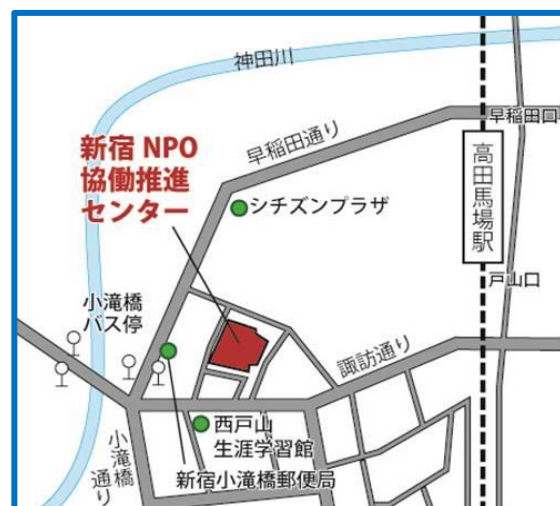 神田川
早稲田通り
早稲田口
新宿 NPO
協働推進
センター
高田馬場駅
シチズンプラザ
戸山口
小滝橋
バス停
諏訪通り
西戸山
生涯学習館
小滝橋
通り
新宿小滝橋郵便局